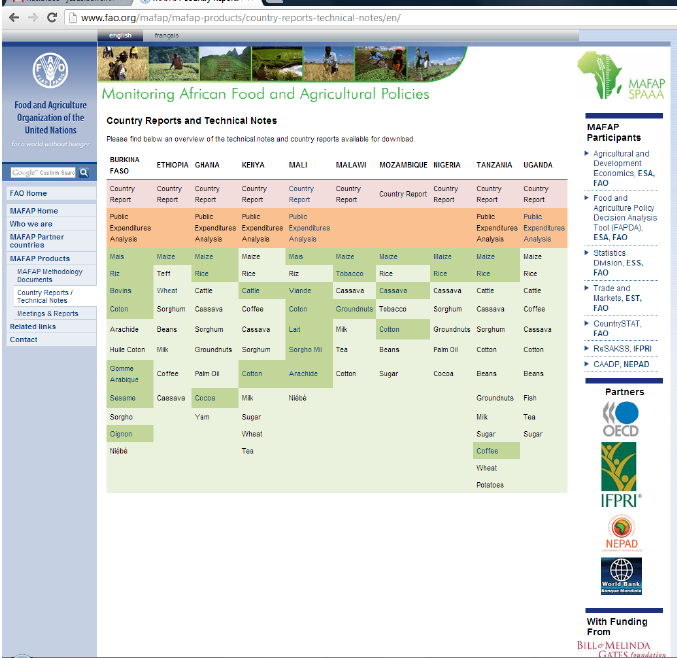 www.fao.org/mafap/mafap-products/country-reports-technical-notes/en/
english français
FAO
Food and Agriculture
Organization of the
United Nations
for a world without hunger
Google™ Custom Search
FAO Home
MAFAP Home
Who we are
MAFAP Partner
countries
MAFAP Products
MAFAP Methodology
Documents
Country Reports /
Technical Notes
Meetings & Reports
Related links
Contact
Monitoring African Food and Agricultural Policies
Country Reports and Technical Notes
Please find below an overview of the technical notes and country reports available for download.
BURKINA FASO ETHIOPIA GHANA KENYA MALI MALAWI MOZAMBIQUE NIGERIA TANZANIA UGANDA
Country Report Country Report Country Report Country Report Country Report Country Report Country Report Country Report Country Report Country Report
Public Expenditures Analysis Public Expenditures Analysis Public Expenditures Analysis Public Expenditures Analysis Public Expenditures Analysis Public Expenditures Analysis
Mais Maize Maize Maize Mais Maize Maize Maize Maize Maize
Riz Teff Rice Rice Riz Tobacco Rice Rice Rice Rice
Bovins Wheat Cattle Cattle Viande Cassava Cassava Cassava Cattle Cattle
Coton Sorghum Cassava Coffee Coton Groundnuts Tobacco Sorghum Cassava Coffee
Arachide Beans Sorghum Cassava Lait Milk Cotton Groundnuts Sorghum Cassava
Huile Coton Milk Groundnuts Sorghum Sorgho Mil Tea Beans Palm Oil Cotton Cotton
Gomme Arabique Coffee Palm Oil Cotton Arachide Cotton Sugar Cocoa Beans Beans
Sesame Cassava Cocoa Milk Niébé Groundnuts Fish
Sorgho Yam Sugar Milk Tea
Oignon Wheat Sugar Sugar
Niébé Tea Coffee
Wheat
Potatoes
MAFAP
SPAAA
MAFAP
Participants
Agricultural and
Development
Economics, ESA,
FAO
Food and
Agriculture Policy
Decision Analysis
Tool (FAPDA),
ESA, FAO
Statistics
Division, ESS,
FAO
Trade and
Markets, EST,
FAO
CountrySTAT,
FAO
ReSAKSS, IFPRI
CAADP, NEPAD
Partners
OECD
IFPRI®
NEPAD
World Bank
Banque Mondiale
With Funding
From
BILL & MELINDA
GATES foundation